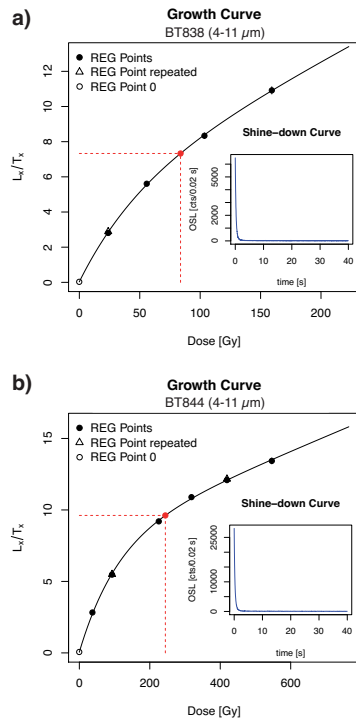 a)
Growth Curve
BT838 (4-11 µm)
REG Points
REG Point repeated
REG Point 0
Lx/Tx
0
2
4
6
8
10
12
Shine-down Curve
OSL [cts/0.02 s]
0
2000
4000
6000
0
10
20
30
40
time [s]
0
50
100
150
200
Dose [Gy]
b)
Growth Curve
BT844 (4-11 µm)
REG Points
REG Point repeated
REG Point 0
Lx/Tx
0
5
10
15
Shine-down Curve
OSL [cts/0.02 s]
0
5000
15000
25000
0
10
20
30
40
time [s]
0
200
400
600
Dose [Gy]